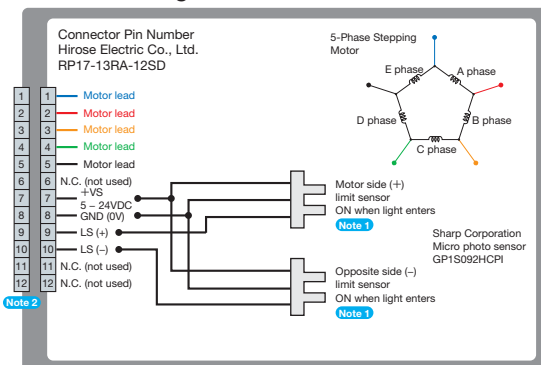 Connector Pin Number
Hirose Electric Co., Ltd.
RP17-13RA-12SD
5-Phase Stepping
Motor
E phase
A phase
D phase
B phase
C phase
1 1 Motor lead
2 2 Motor lead
3 3 Motor lead
4 4 Motor lead
5 5 Motor lead
6 6 N.C. (not used)
7 7 +VS
5 – 24VDC
8 8 GND (0V)
9 9 LS (+)
10 10 LS (–)
11 11 N.C. (not used)
12 12 N.C. (not used)
Note 2
Motor side (+)
limit sensor
ON when light enters
Note 1
Sharp Corporation
Micro photo sensor
GP1S092HCPI
Opposite side (–)
limit sensor
ON when light enters
Note 1